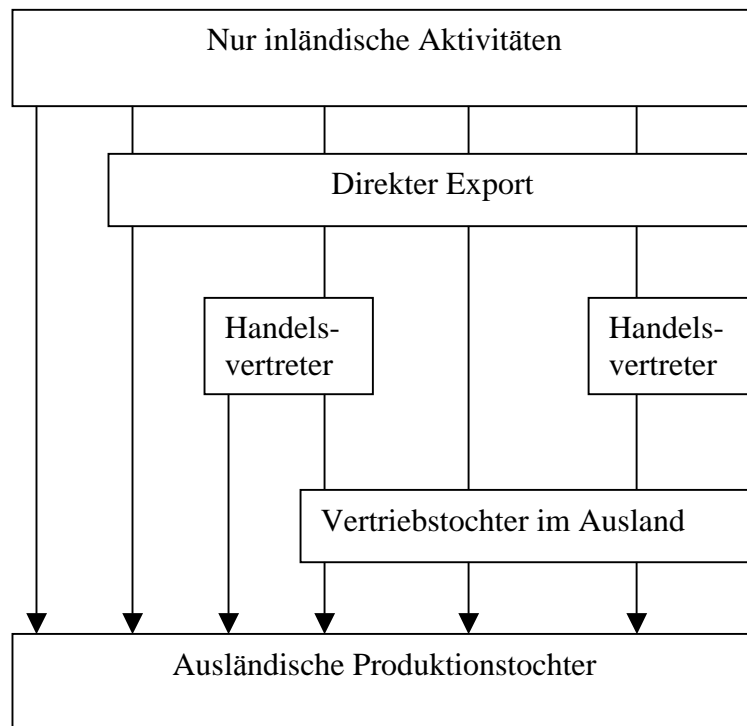 Nur inländische Aktivitäten
Direkter Export
Handels-
vertreter
Handels-
vertreter
Vertriebstochter im Ausland
Ausländische Produktionstochter